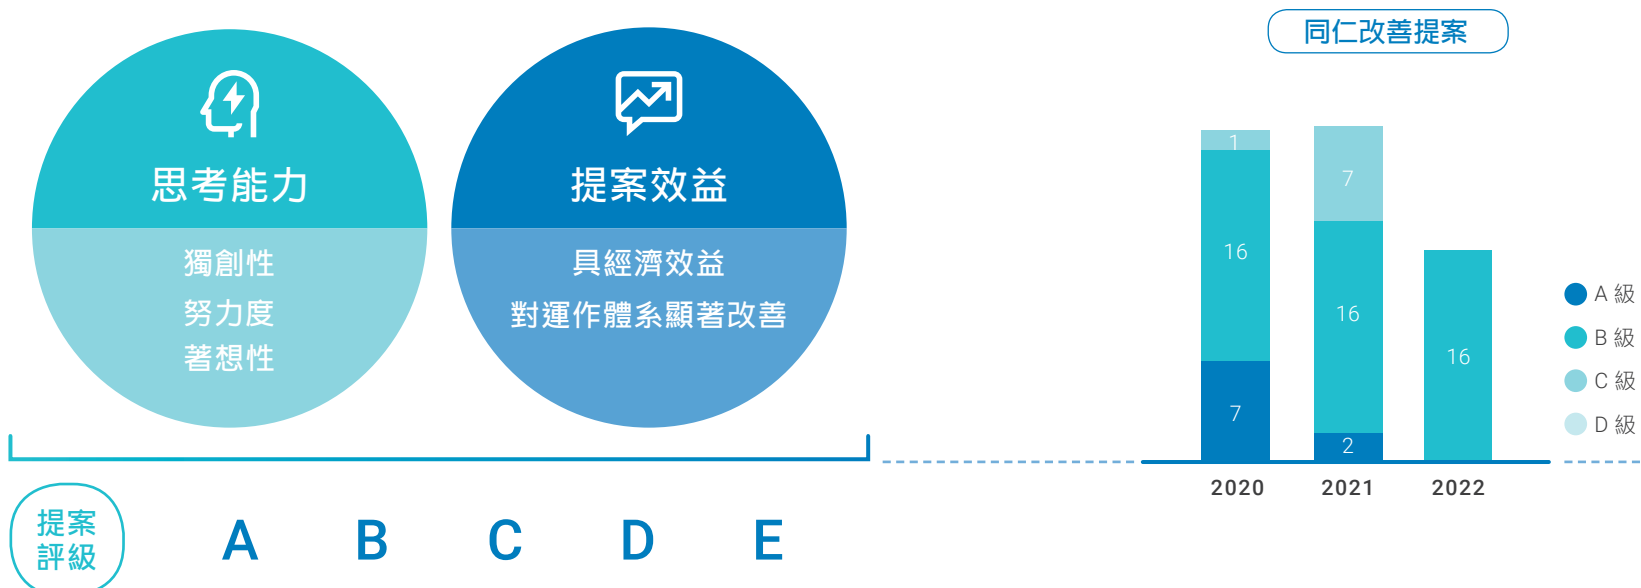 思考能力
獨創性
努力度
著想性
提案效益
具經濟效益
對運作體系顯著改善
提案
評級
A B C D E
同仁改善提案
1
16
7
7
16
2
16
2020 2021 2022
A 級
B 級
C 級
D 級